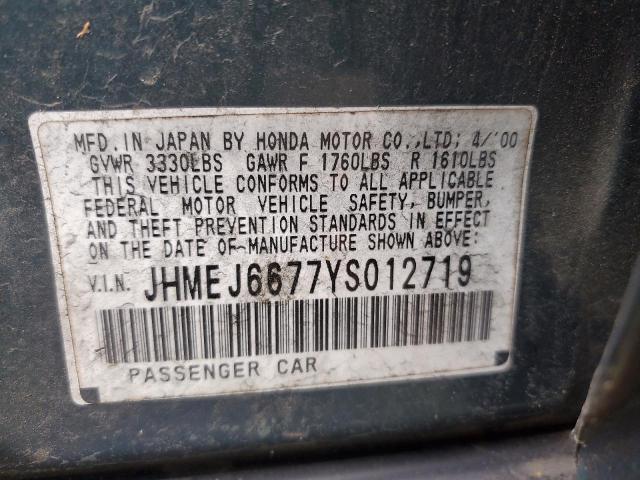 MFD. IN JAPAN BY HONDA MOTOR CO., LTD; 4/'00
GVWR 3330LBS GAWR F 1760LBS R 1610LBS
THIS VEHICLE CONFORMS TO ALL APPLICABLE
FEDERAL MOTOR VEHICLE SAFETY, BUMPER,
AND THEFT PREVENTION STANDARDS IN EFFECT
ON THE DATE OF MANUFACTURE SHOWN ABOVE:
V.I.N. JHMEJ6677YS012719
PASSENGER CAR